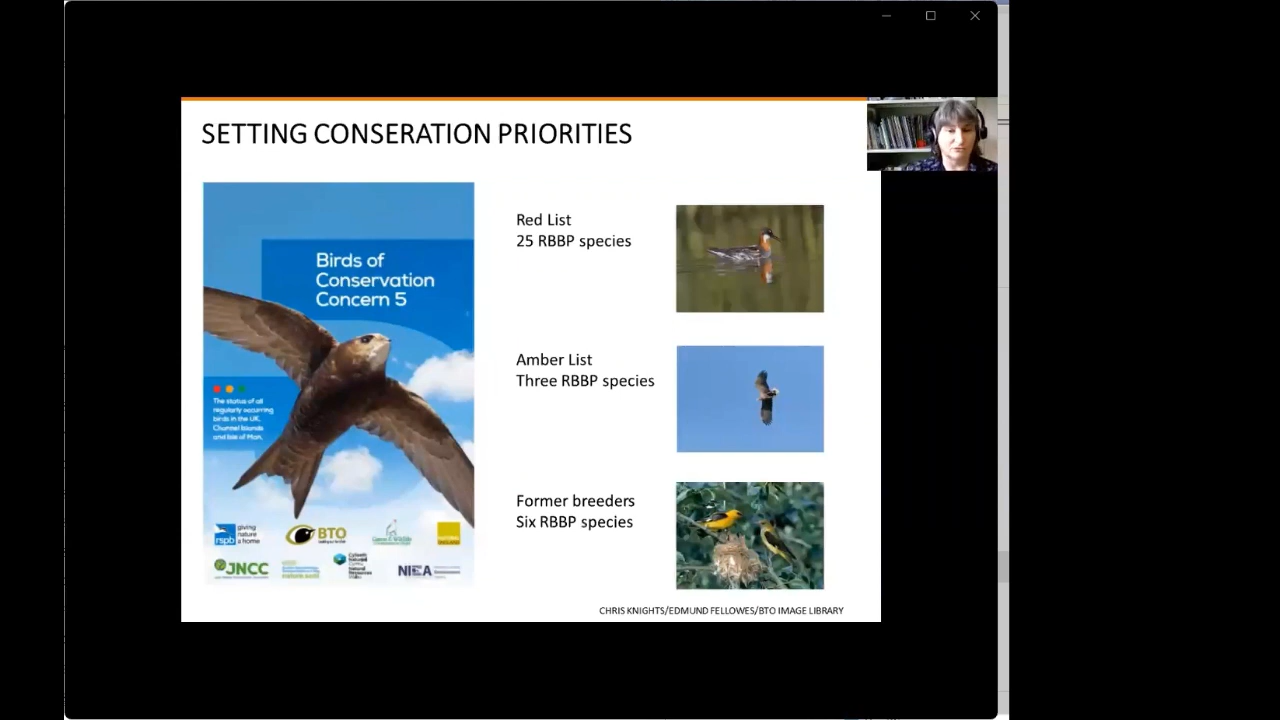 SETTING CONSERATION PRIORITIES
Birds of
Conservation
Concern 5
The status of all
regularly occurring
birds in the UK,
Channel Islands
and Isle of Man.
rspb
giving
nature
a home
BTO
JNCC
Natural
Resources
Red List
25 RBBP species
Amber List
Three RBBP species
Former breeders
Six RBBP species
CHRIS KNIGHTS/EDMUND FELLOWES/BTO IMAGE LIBRARY